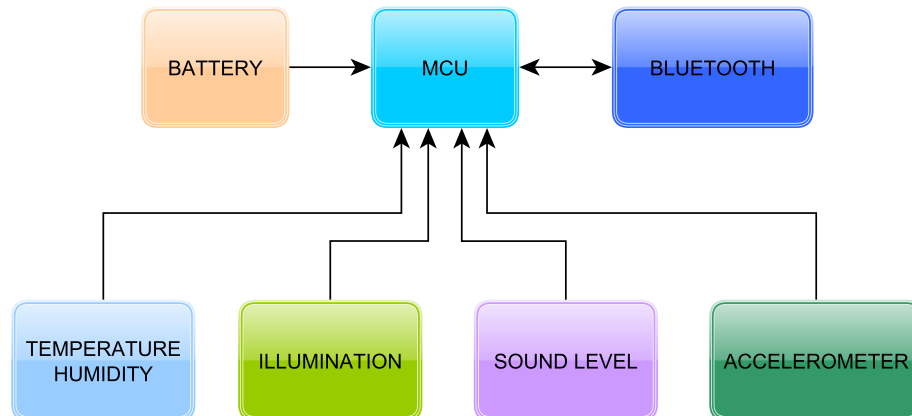 BATTERY
MCU
BLUETOOTH
TEMPERATURE
HUMIDITY
ILLUMINATION
SOUND LEVEL
ACCELEROMETER